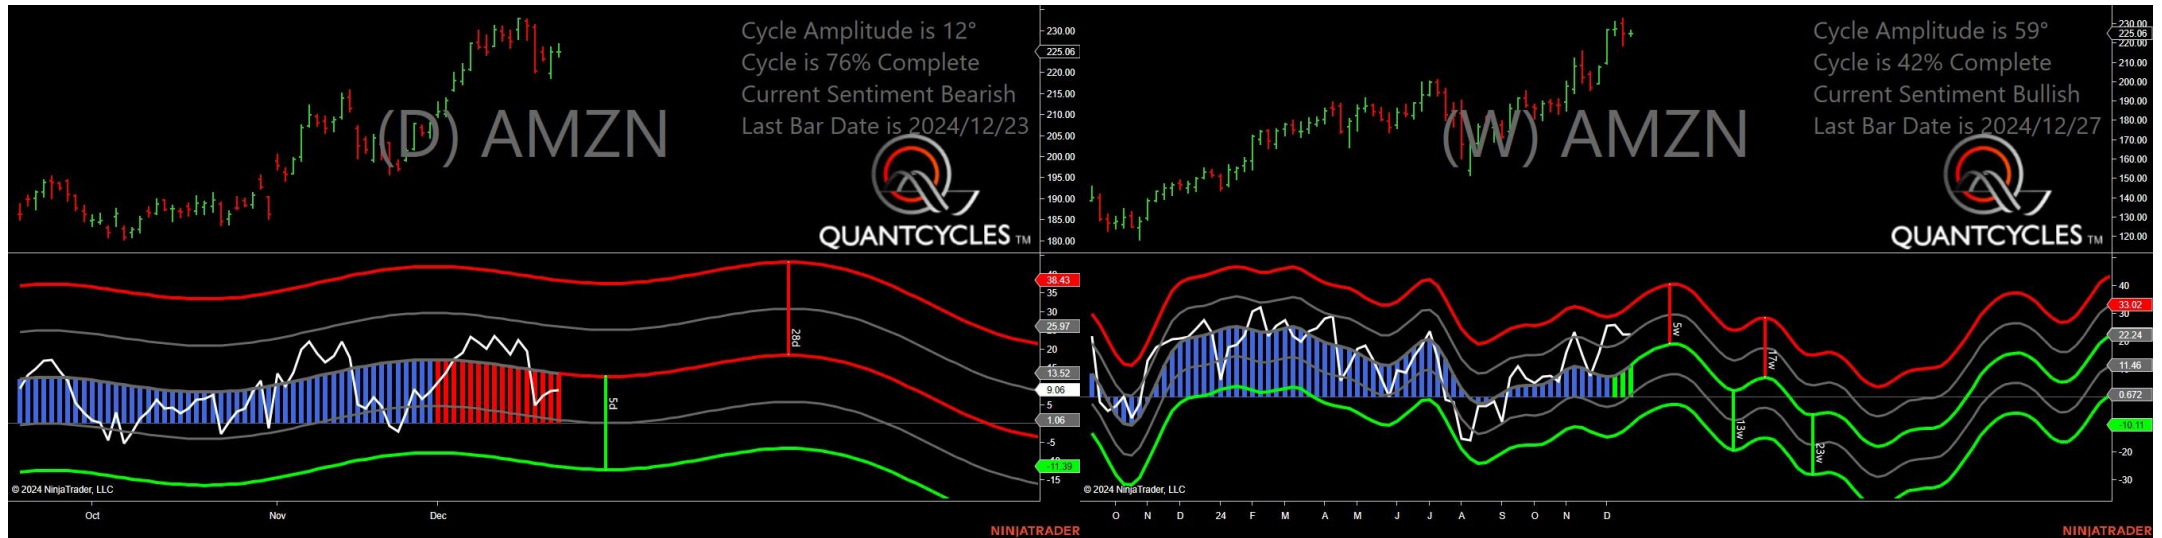 Cycle Amplitude is 12°
Cycle is 76% Complete
Current Sentiment Bearish
Last Bar Date is 2024/12/23
(D) AMZN
QUANTCYCLES TM
230.00
225.06
220.00
215.00
210.00
205.00
200.00
195.00
190.00
185.00
180.00
38.43
35
30
25.97
20
13.52
9.06
5
1.06
-5
-11.39
-15
28d
5d
© 2024 NinjaTrader, LLC
Oct Nov Dec
NINJATRADER
Cycle Amplitude is 59°
Cycle is 42% Complete
Current Sentiment Bullish
Last Bar Date is 2024/12/27
(W) AMZN
QUANTCYCLES TM
230.00
225.06
220.00
210.00
200.00
190.00
180.00
170.00
160.00
150.00
140.00
130.00
120.00
40
33.02
30
22.24
11.46
0.672
-10.11
-20
-30
5w
17w
13w
23w
© 2024 NinjaTrader, LLC
O N D 24 F M A M J J A S O N D
NINJATRADER